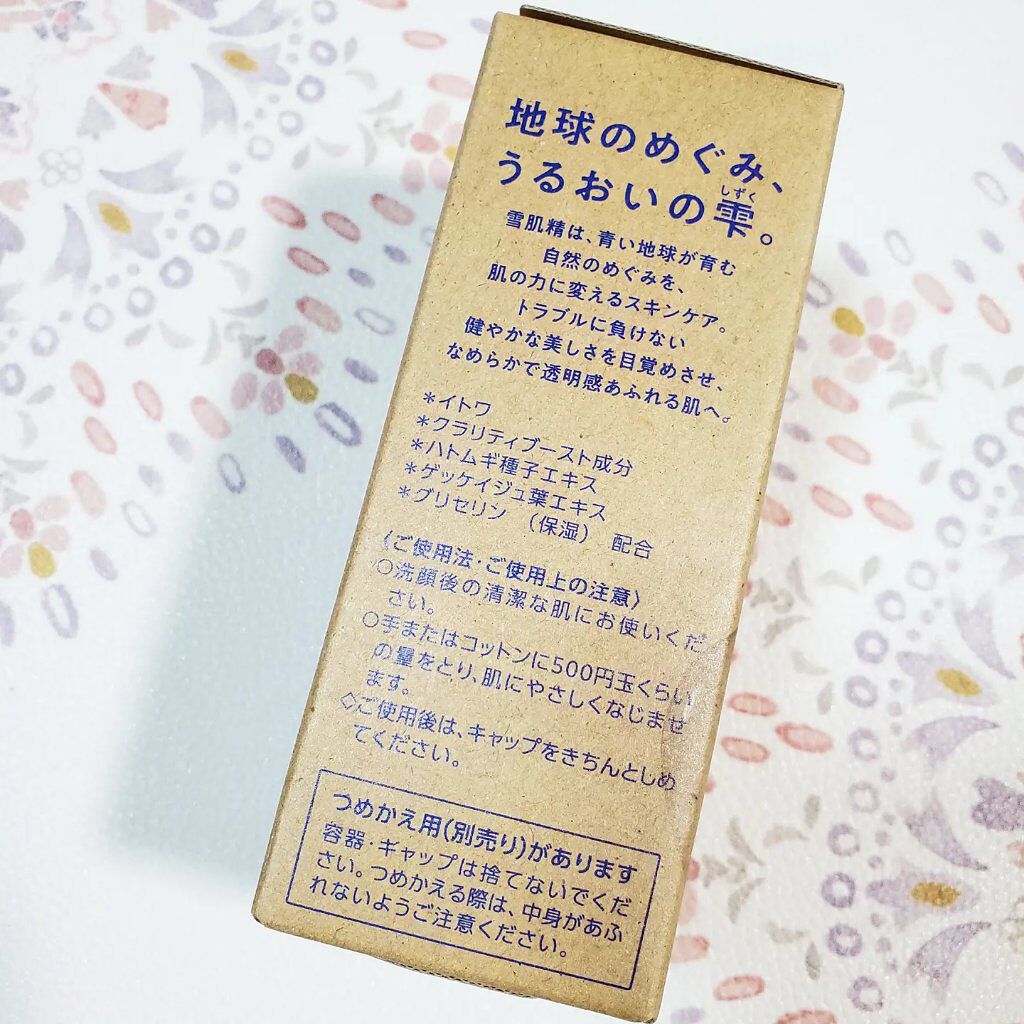 地球のめぐみ、
しずく
うるおいの雫。
雪肌精は、青い地球が育む
自然のめぐみを、
肌の力に変えるスキンケア。
トラブルに負けない
健やかな美しさを目覚めさせ、
なめらかで透明感あふれる肌へ。
＊イトワ
＊クラリティブースト成分
＊ハトムギ種子エキス
＊ゲッケイジュ葉エキス
＊グリセリン （保湿） 配合
〈ご使用法・ご使用上の注意〉
○洗顔後の清潔な肌にお使いくだ
さい。
○手またはコットンに500円玉くらい
の量をとり、肌にやさしくなじませ
ます。
◇ご使用後は、キャップをきちんとしめ
てください。
つめかえ用(別売り)があります
容器・キャップは捨てないでくだ
さい。つめかえる際は、中身があふ
れないようご注意ください。